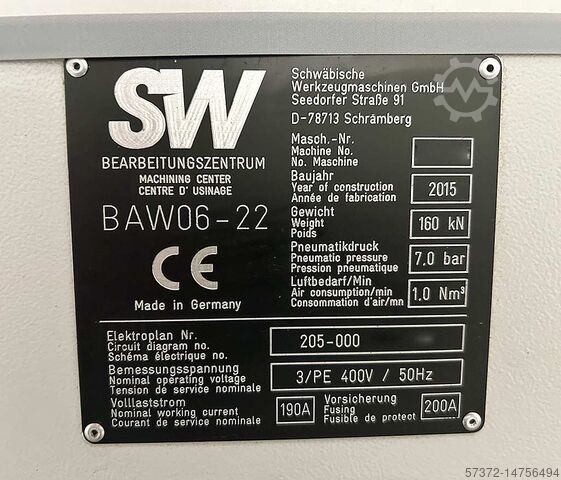 SW
BEARBEITUNGSZENTRUM
MACHINING CENTER
CENTRE D' USINAGE
BAW06-22
CE
Made in Germany
Schwäbische
Werkzeugmaschinen GmbH
Seedorfer Straße 91
D-78713 Schramberg
Masch.-Nr.
Machine No.
No. Machine
Baujahr
Year of construction
Année de fabrication
2015
Gewicht
Weight
Poids
160 kN
Pneumatikdruck
Pneumatic pressure
Pression pneumatique
7.0 bar
Luftbedarf/Min
Air consumption/min
Consommation d'air/mn
1.0 Nm³
Elektroplan Nr.
Circuit diagram no.
Schéma électrique no.
205-000
Bemessungsspannung
Nominal operating voltage
Tension de service nominale
3/PE 400V / 50Hz
Volllaststrom
Nominal working current
Courant de service nominale
190A
Vorsicherung
Fusing
Fusible de protect
200A
57372-14756494